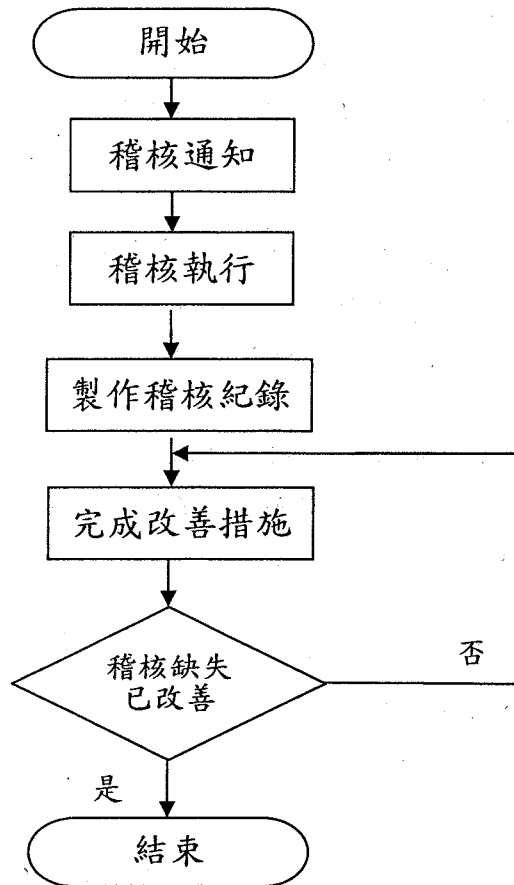 開始
稽核通知
稽核執行
製作稽核紀錄
完成改善措施
稽核缺失
已改善
否
是
結束